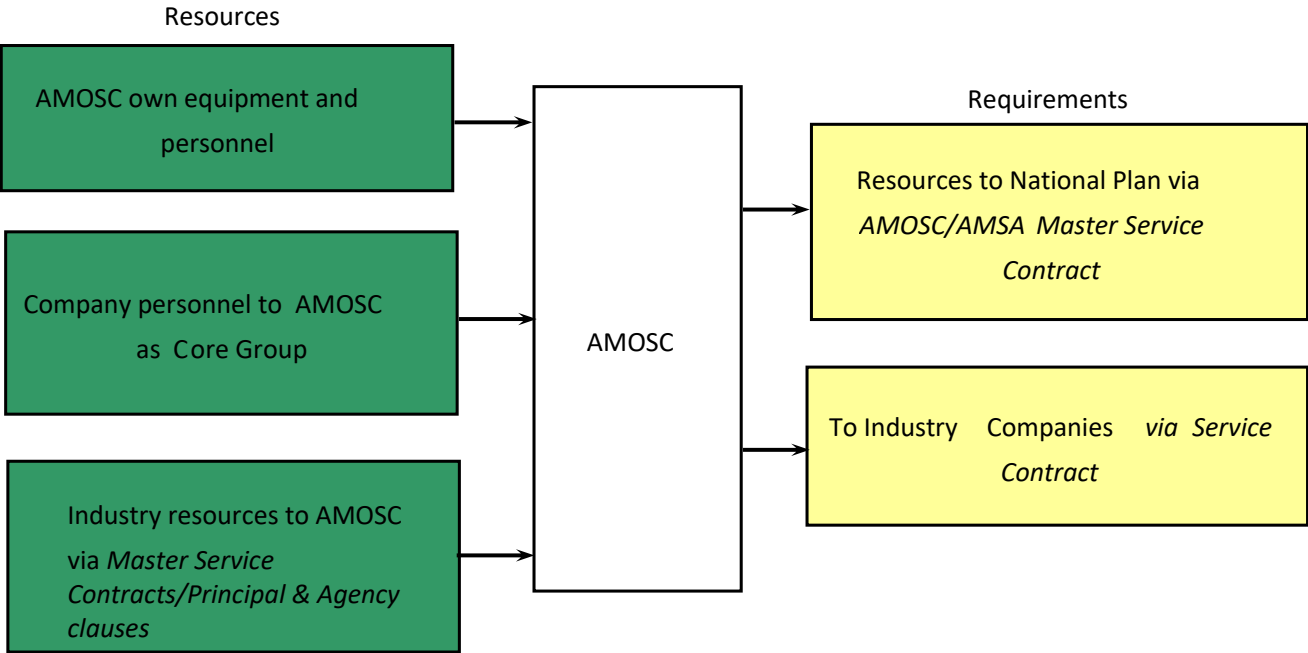 Resources
AMOSC own equipment and
personnel
Company personnel to AMOSC
as Core Group
Industry resources to AMOSC
via Master Service
Contracts/Principal & Agency
clauses
AMOSC
Requirements
Resources to National Plan via
AMOSC/AMSA Master Service
Contract
To Industry Companies via Service
Contract